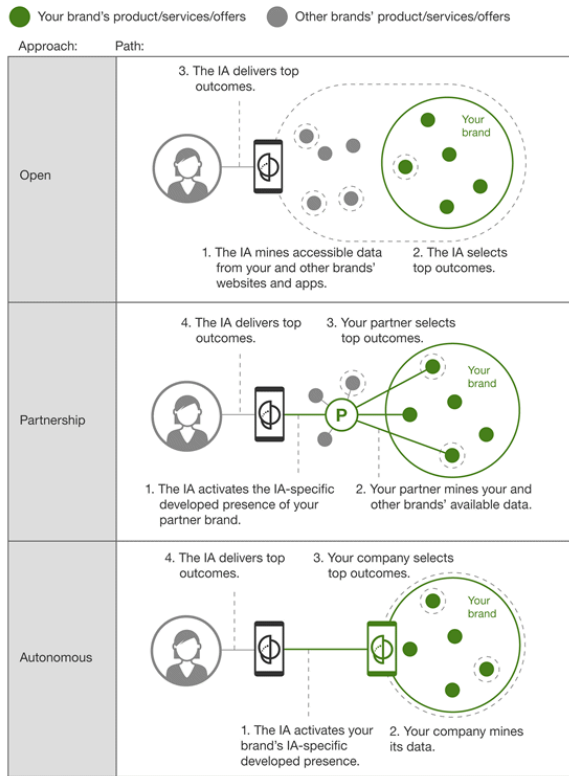 Your brand's product/services/offers
Other brands' product/services/offers
Approach:
Path:
Open
3. The IA delivers top
outcomes.
Your
brand
1. The IA mines accessible data
from your and other brands'
websites and apps.
2. The IA selects
top outcomes.
Partnership
4. The IA delivers top
outcomes.
3. Your partner selects
top outcomes.
Your
brand
P
1. The IA activates the IA-specific
developed presence of your
partner brand.
2. Your partner mines your and
other brands' available data.
Autonomous
4. The IA delivers top
outcomes.
3. Your company selects
top outcomes.
Your
brand
1. The IA activates your
brand's IA-specific
developed presence.
2. Your company mines
its data.